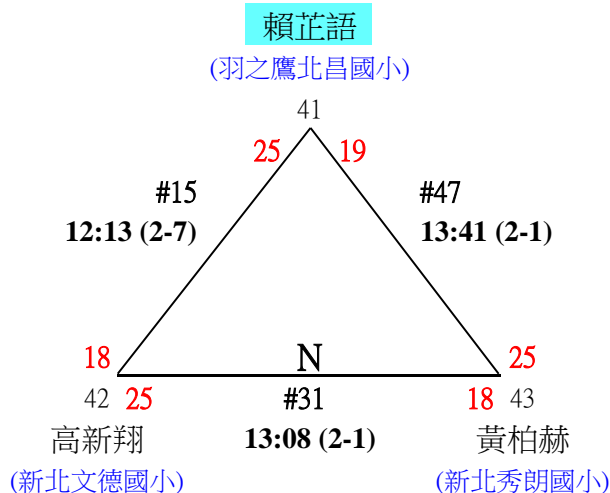 賴芷語
(羽之鷹北昌國小)
41
25 19
#15 #47
12:13 (2-7) 13:41 (2-1)
18 N 25
42 25 #31 18 43
高新翔 13:08 (2-1) 黃柏赫
(新北文德國小) (新北秀朗國小)